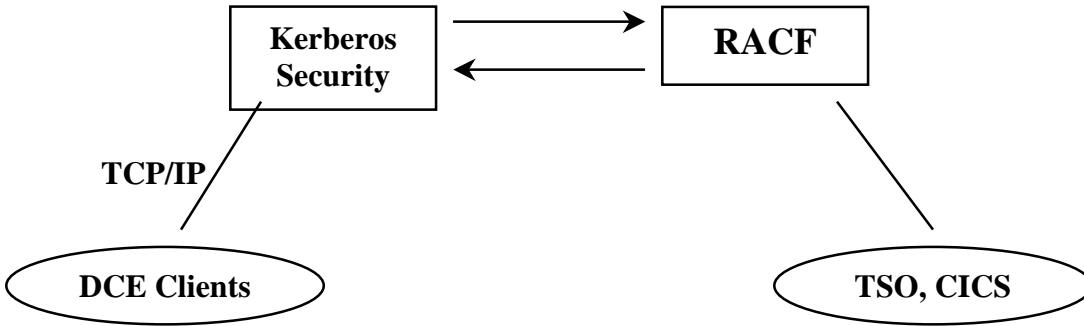 Kerberos
Security
RACF
TCP/IP
DCE Clients
TSO, CICS